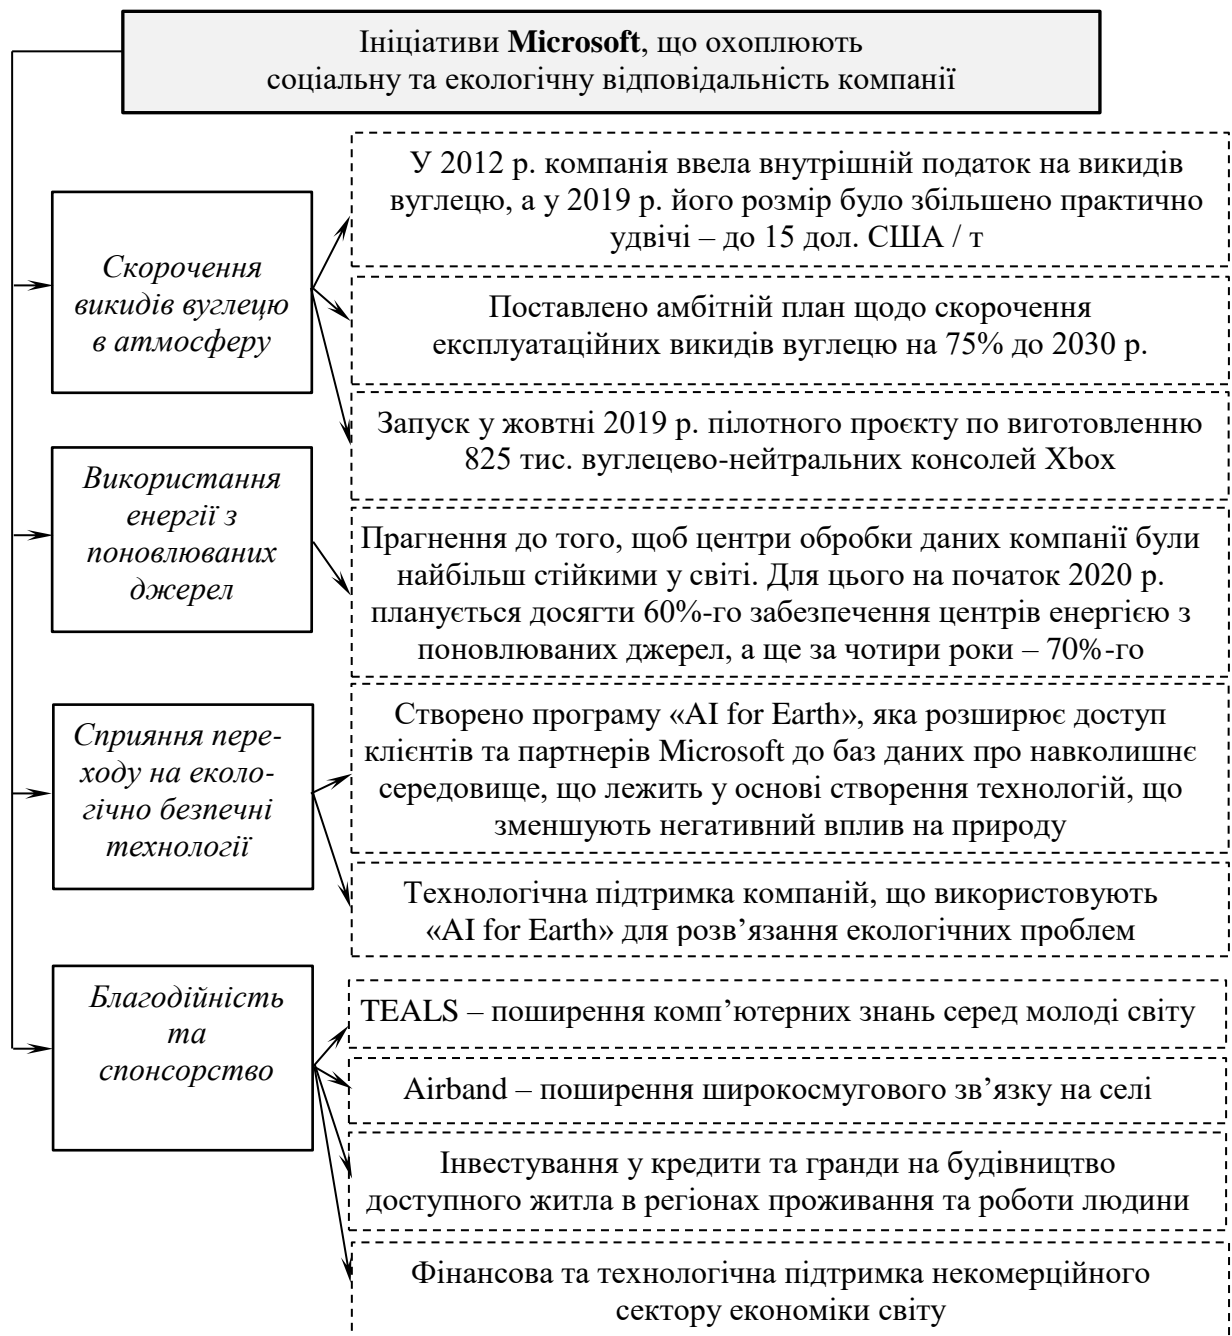 Ініціативи Microsoft, що охоплюють
соціальну та екологічну відповідальність компанії
Скорочення
викидів вуглецю
в атмосферу
У 2012 р. компанія ввела внутрішній податок на викидів
вуглецю, а у 2019 р. його розмір було збільшено практично
удвічі – до 15 дол. США / т
Поставлено амбітній план щодо скорочення
експлуатаційних викидів вуглецю на 75% до 2030 р.
Запуск у жовтні 2019 р. пілотного проєкту по виготовленню
825 тис. вуглецево-нейтральних консолей Xbox
Використання
енергії з
поновлюваних
джерел
Прагнення до того, щоб центри обробки даних компанії були
найбільш стійкими у світі. Для цього на початок 2020 р.
планується досягти 60%-го забезпечення центрів енергією з
поновлюваних джерел, а ще за чотири роки – 70%-го
Сприяння пере-
ходу на еколо-
гічно безпечні
технології
Створено програму «AI for Earth», яка розширює доступ
клієнтів та партнерів Microsoft до баз даних про навколишнє
середовище, що лежить у основі створення технологій, що
зменшують негативний вплив на природу
Технологічна підтримка компаній, що використовують
«AI for Earth» для розв’язання екологічних проблем
Благодійність
та
спонсорство
TEALS – поширення комп’ютерних знань серед молоді світу
Airband – поширення широкосмугового зв’язку на селі
Інвестування у кредити та гранди на будівництво
доступного житла в регіонах проживання та роботи людини
Фінансова та технологічна підтримка некомерційного
сектору економіки світу